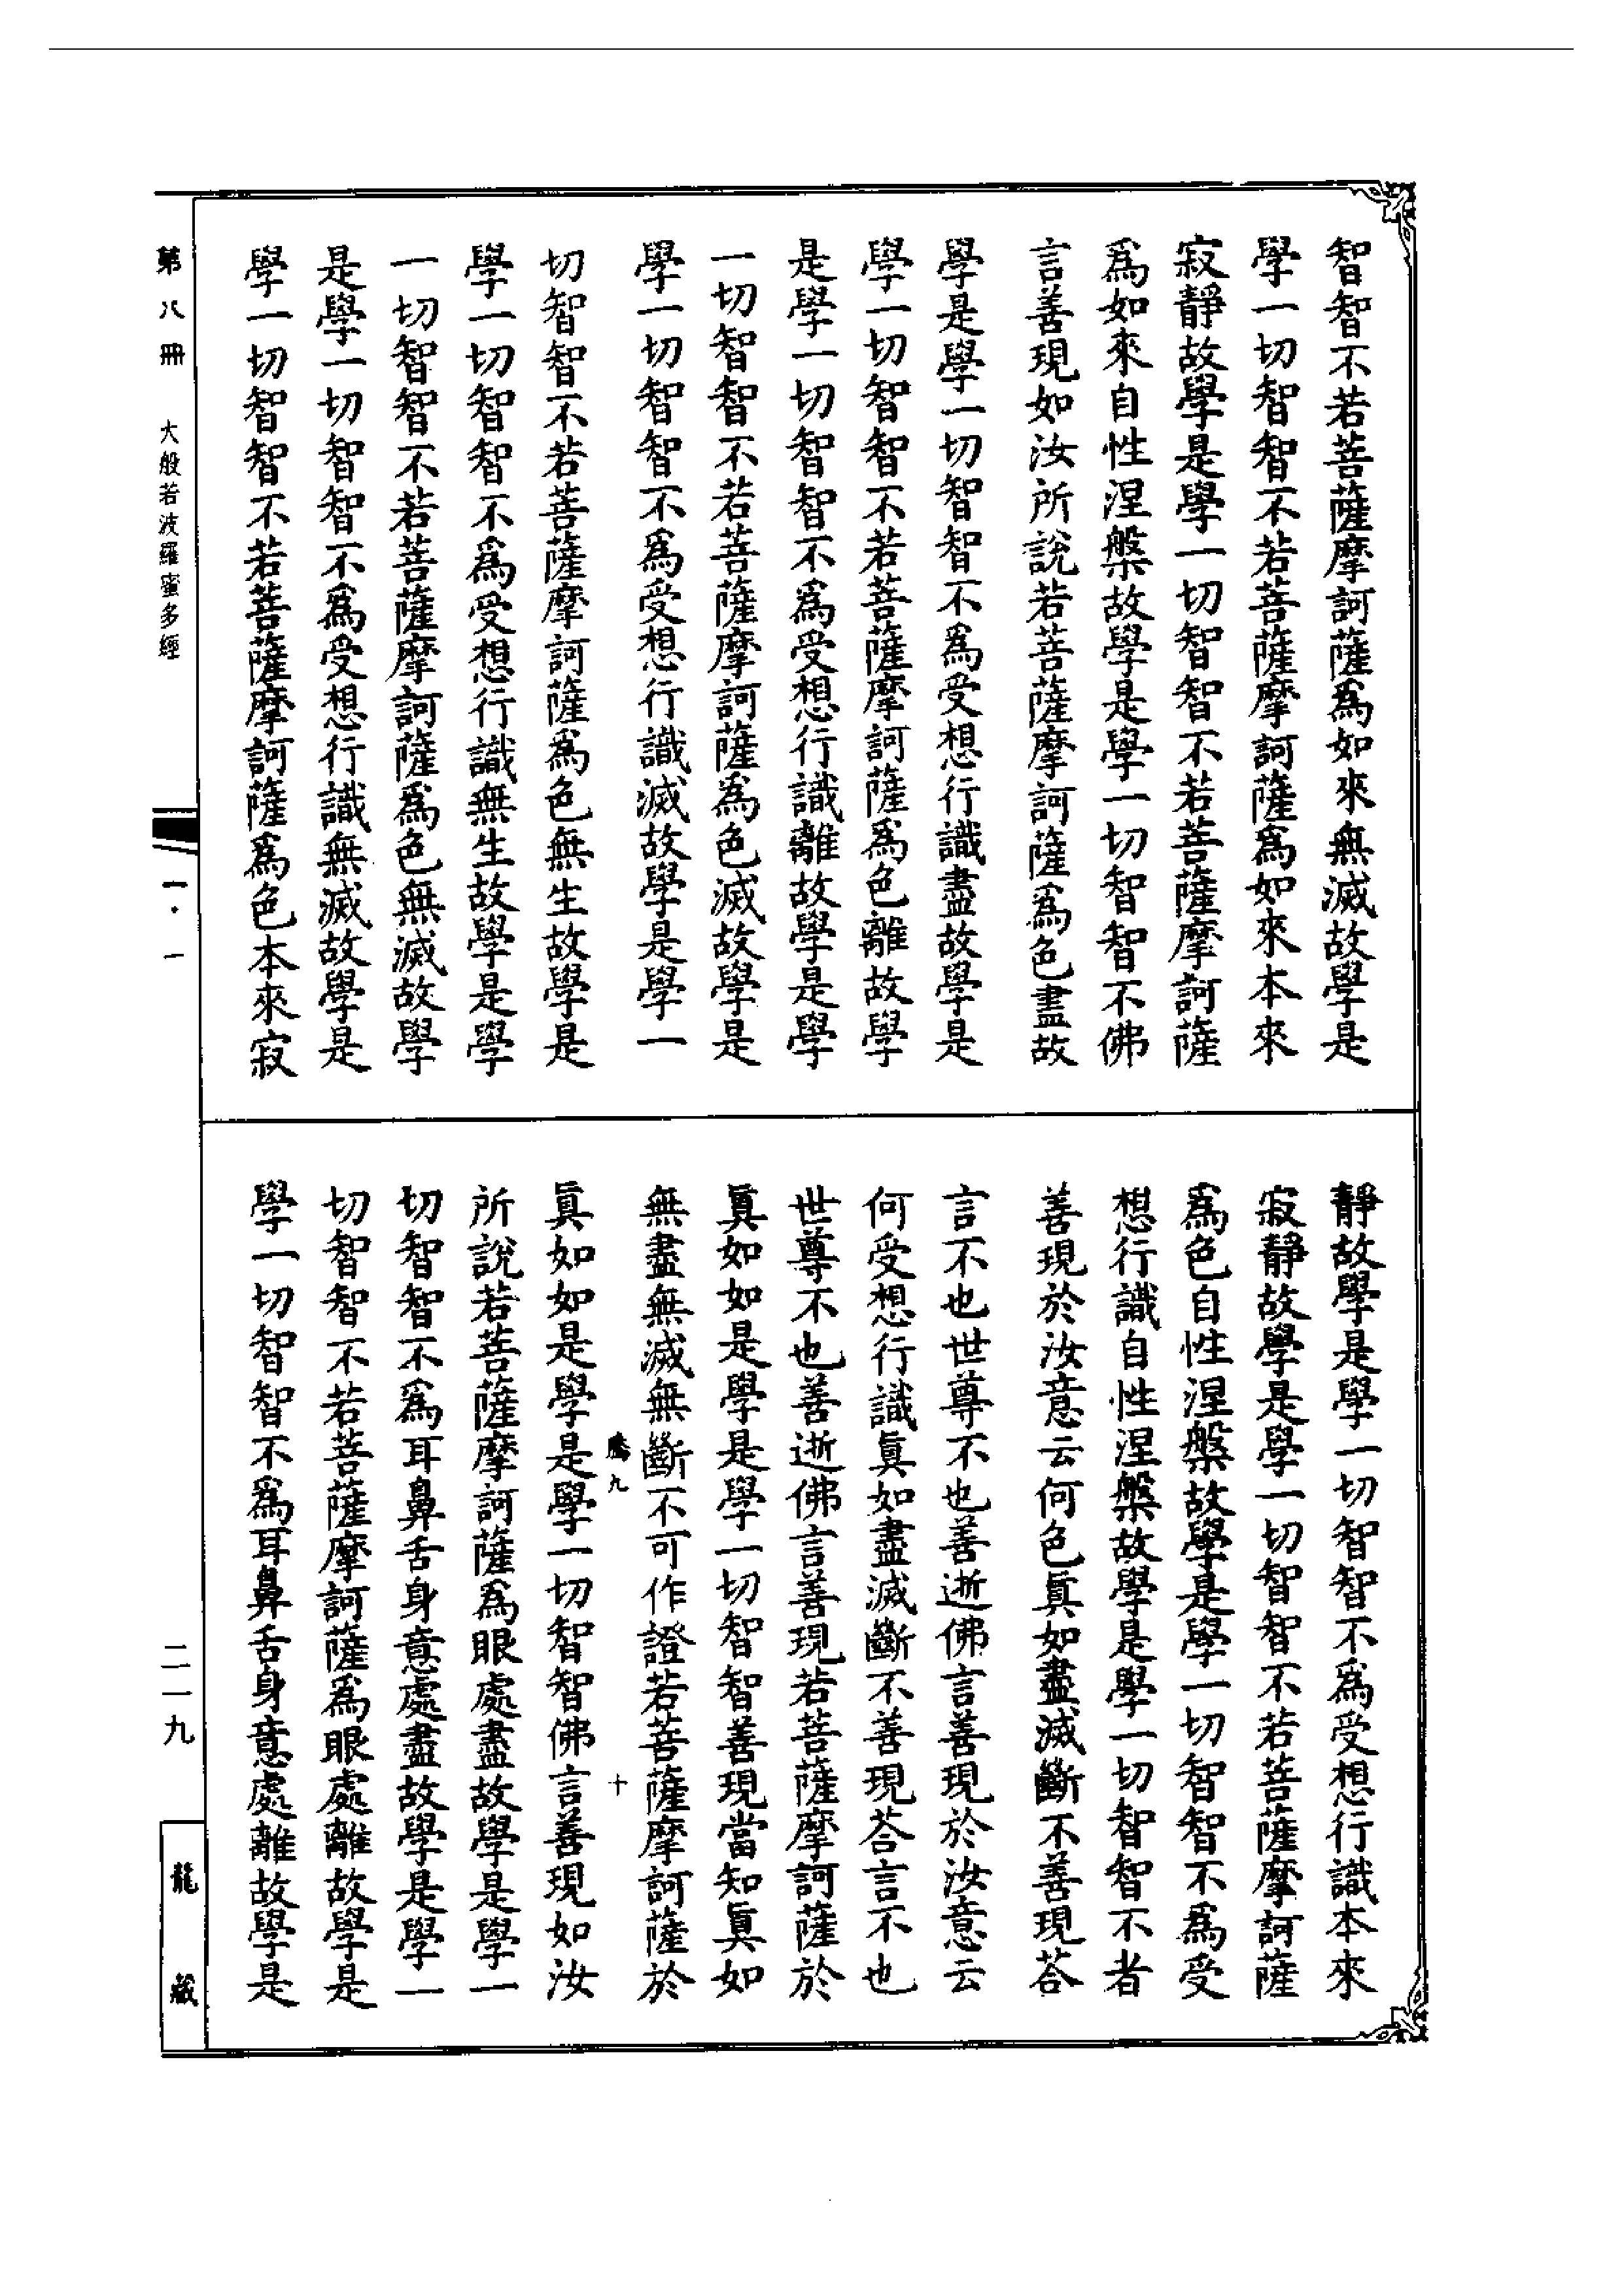 智智不若菩薩摩訶薩爲如來無滅故學是
學一切智智不若菩薩摩訶薩爲如來本來
寂靜故學是學一切智智不若菩薩摩訶薩
爲如來自性涅槃故學是學一切智智不佛
言善現如汝所說若菩薩摩訶薩爲色盡故
學是學一切智智不爲受想行識盡故學是
學一切智智不若菩薩摩訶薩爲色離故學
是學一切智智不爲受想行識離故學是學
一切智智不若菩薩摩訶薩爲色滅故學是
學一切智智不爲受想行識滅故學是學一
切智智不若菩薩摩訶薩爲色無生故學是
學一切智智不爲受想行識無生故學是學
一切智智不若菩薩摩訶薩爲色無滅故學
是學一切智智不爲受想行識無滅故學是
學一切智智不若菩薩摩訶薩爲色本來寂
靜故學是學一切智智不爲受想行識本來
寂靜故學是學一切智智不若菩薩摩訶薩
爲色自性涅槃故學是學一切智智不爲受
想行識自性涅槃故學是學一切智智不者
善現於汝意云何色眞如盡滅斷不善現荅
言不也世尊不也善逝佛言善現於汝意云
何受想行識眞如盡滅斷不善現荅言不也
世尊不也善逝佛言善現若菩薩摩訶薩於
眞如如是學是學一切智智善現當知眞如
無盡無滅無斷不可作證若菩薩摩訶薩於
騰九 十
眞如如是學是學一切智智佛言善現如汝
所說若菩薩摩訶薩爲眼處盡故學是學一
切智智不爲耳鼻舌身意處盡故學是學一
切智智不若菩薩摩訶薩爲眼處離故學是
學一切智智不爲耳鼻舌身意處離故學是
第八冊 大般若波羅蜜多經 一·一
二一九
龍藏